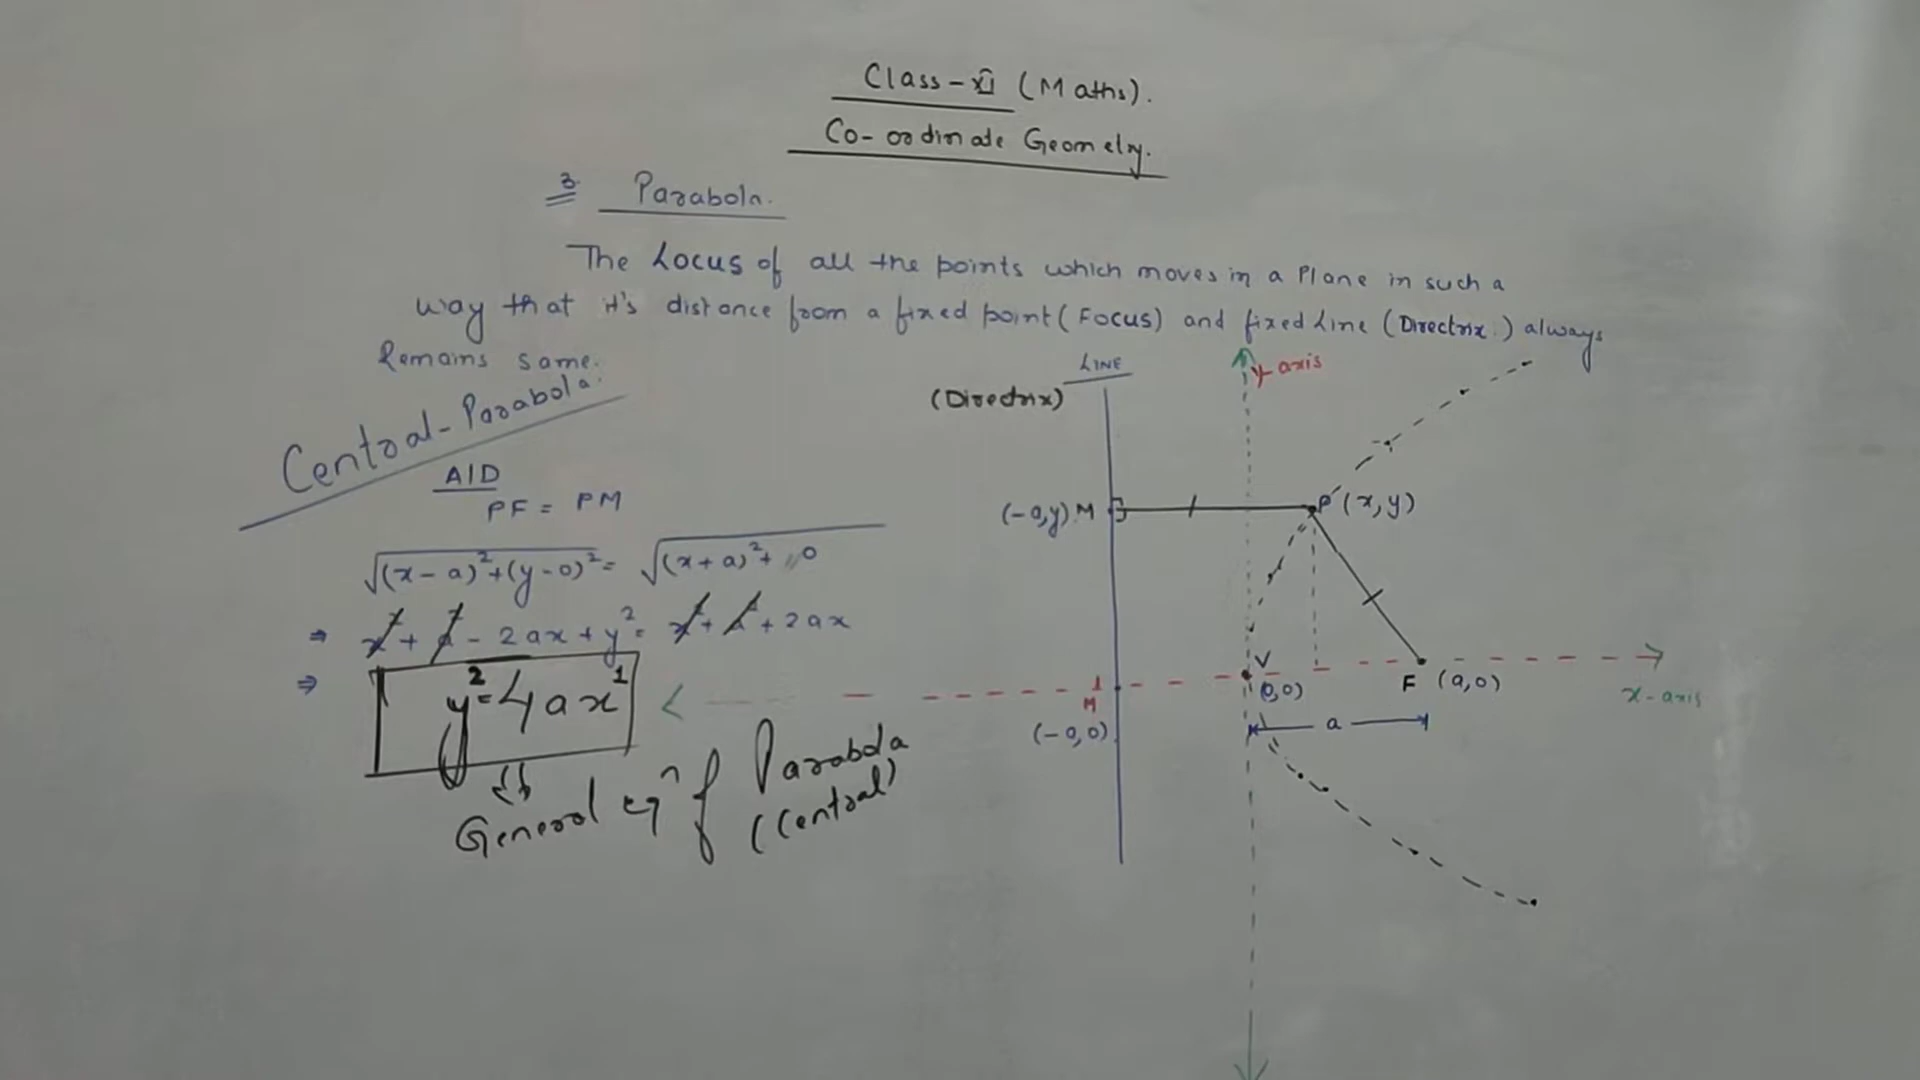 Class-XI (Maths).
Co-ordinate Geometry.
3. Parabola.
The Locus of all the points which moves in a Plane in such a
way that it's distance from a fixed point (Focus) and fixed Line (Directrix.) always
Remains same.
Central-Parabola.
A/D
PF = PM
√(x-a)²+(y-0)² = √(x+a)²+0
⇒ x²+a²-2ax+y² = x²+a²+2ax
⇒ y²=4ax¹
General eqⁿ of Parabola
(Central)
LINE
(Directrix)
y-axis
(-a,y) M
P(x,y)
V
(0,0)
F (a,0)
x-axis
M
(-a,0)
a